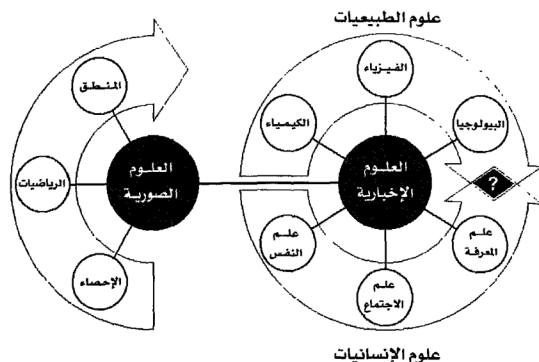 علوم الطبيعيات
الفيزياء
المنطق
الكيمياء
البيولوجيا
العلوم
الصورية
العلوم
الإخبارية
?
الرياضيات
علم
النفس
علم
المعرفة
علم
الاجتماع
الإحصاء
علوم الإنسانيات